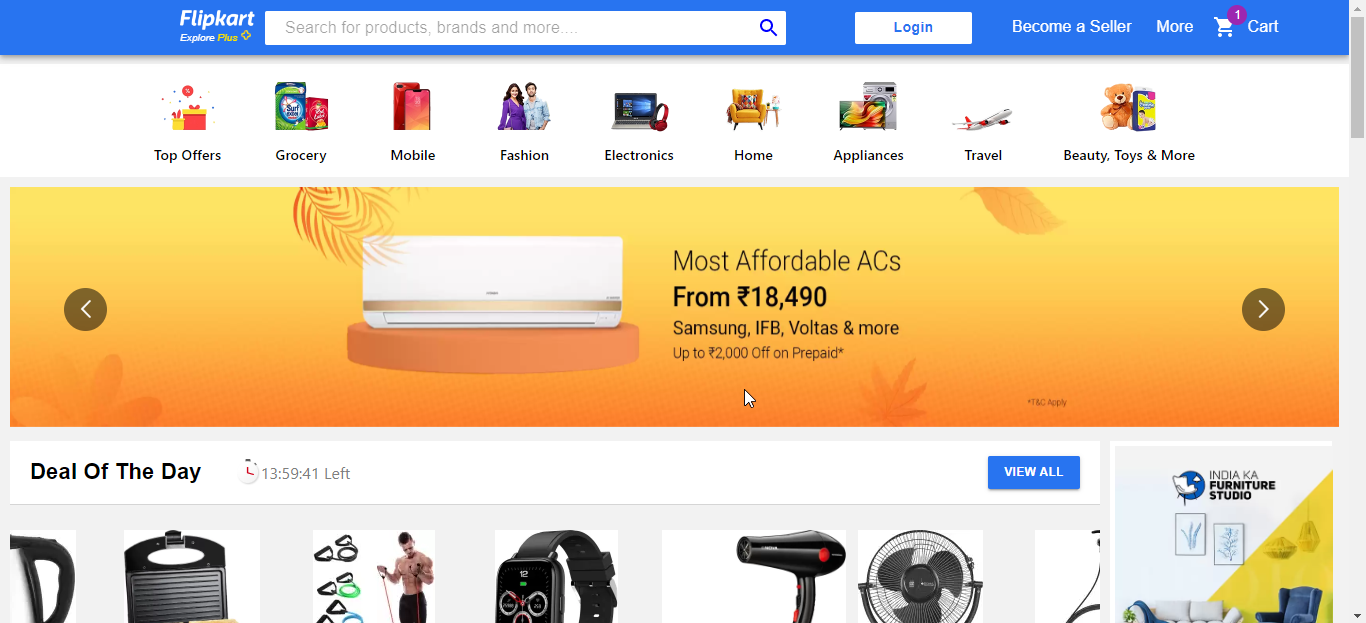 Flipkart
Explore Plus
Search for products, brands and more....
Login
Become a Seller
More
1
Cart
Top Offers
Grocery
Mobile
Fashion
Electronics
Home
Appliances
Travel
Beauty, Toys & More
Most Affordable ACs
From ₹18,490
Samsung, IFB, Voltas & more
Up to ₹2,000 Off on Prepaid*
*T&C Apply
Deal Of The Day
13:59:41 Left
VIEW ALL
INDIA KA
FURNITURE
STUDIO